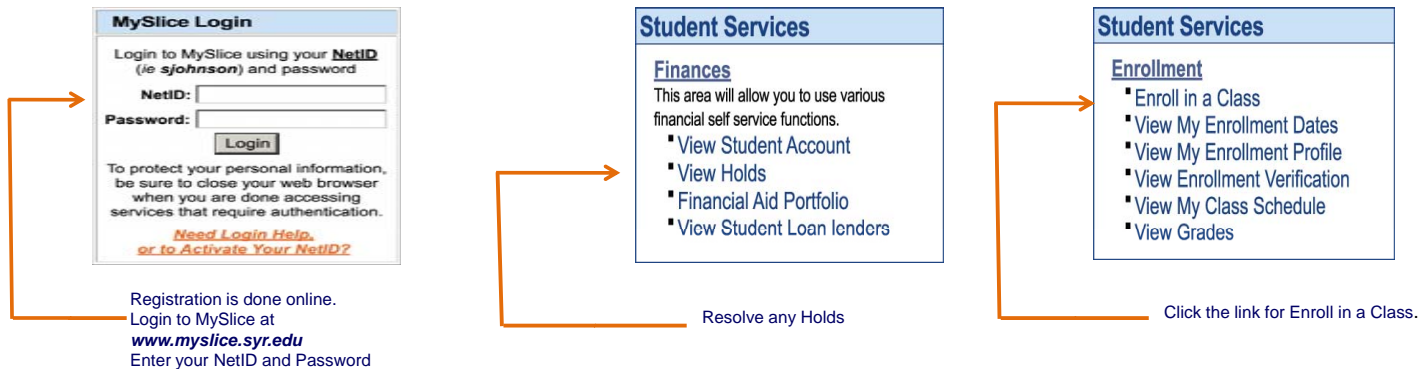 MySlice Login
Login to MySlice using your NetID
(ie sjohnson) and password
NetID:
Password:
Login
To protect your personal information,
be sure to close your web browser
when you are done accessing
services that require authentication.
Need Login Help,
or to Activate Your NetID?
Registration is done online.
Login to MySlice at
www.myslice.syr.edu
Enter your NetID and Password
Student Services
Finances
This area will allow you to use various
financial self service functions.
View Student Account
View Holds
Financial Aid Portfolio
View Student Loan lenders
Resolve any Holds
Student Services
Enrollment
Enroll in a Class
View My Enrollment Dates
View My Enrollment Profile
View Enrollment Verification
View My Class Schedule
View Grades
Click the link for Enroll in a Class.